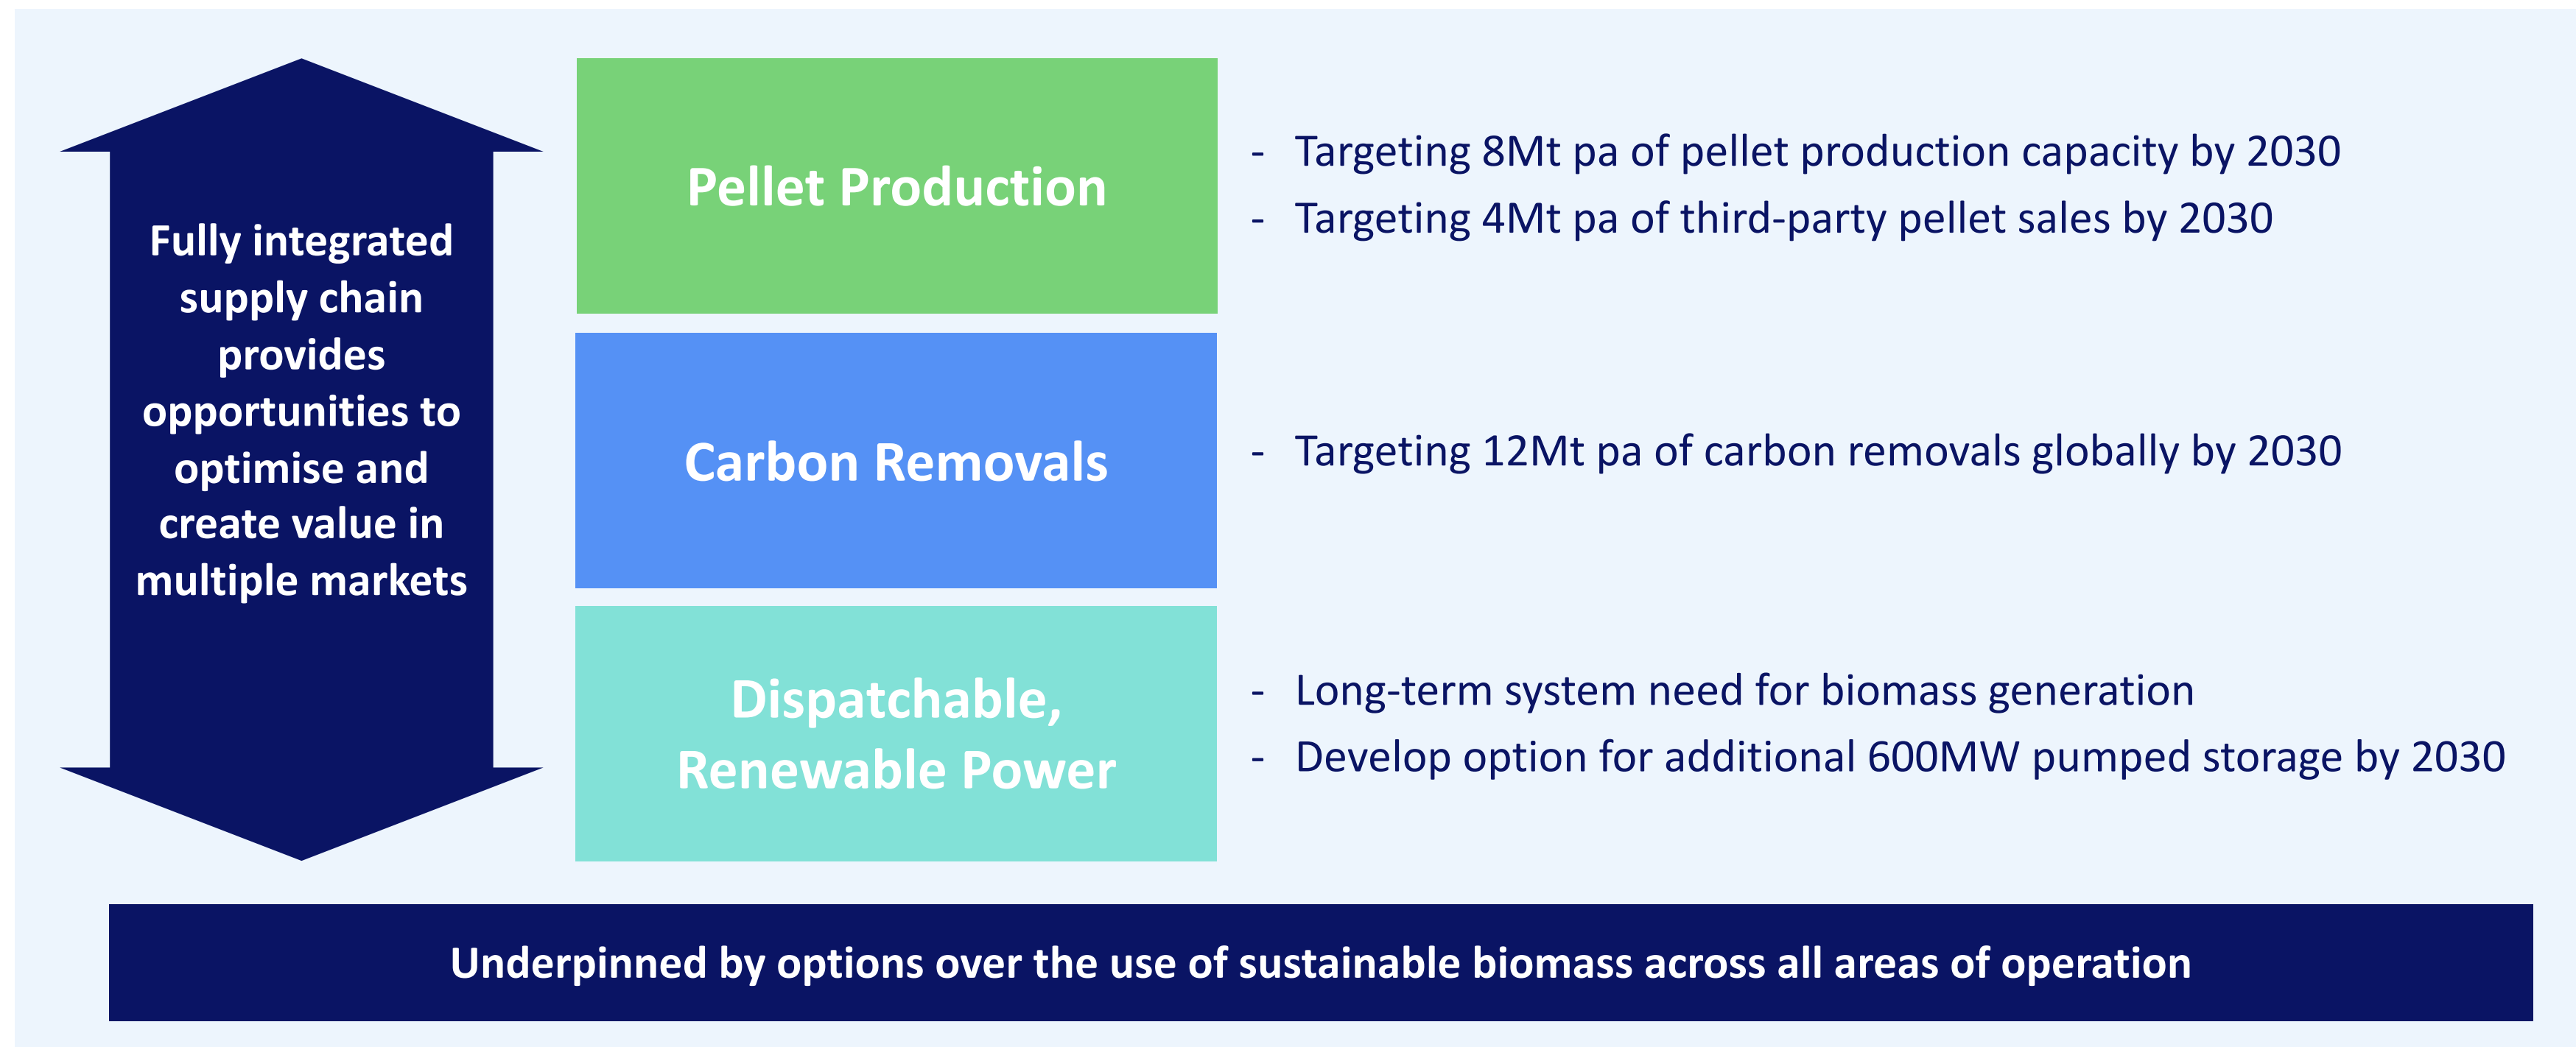 Fully integrated
supply chain
provides
opportunities to
optimise and
create value in
multiple markets
Pellet Production
- Targeting 8Mt pa of pellet production capacity by 2030
- Targeting 4Mt pa of third-party pellet sales by 2030
Carbon Removals
- Targeting 12Mt pa of carbon removals globally by 2030
Dispatchable,
Renewable Power
- Long-term system need for biomass generation
- Develop option for additional 600MW pumped storage by 2030
Underpinned by options over the use of sustainable biomass across all areas of operation